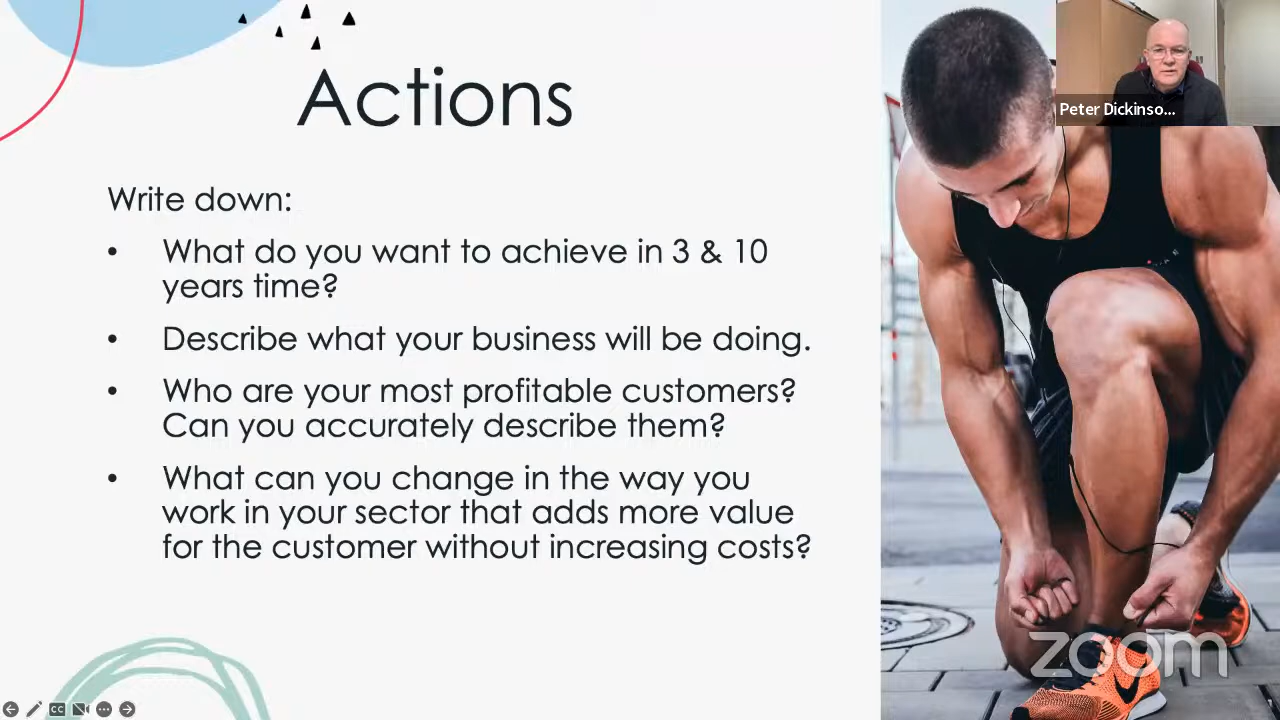 Actions
Peter Dickinso...
Write down:
• What do you want to achieve in 3 & 10
years time?
• Describe what your business will be doing.
• Who are your most profitable customers?
Can you accurately describe them?
• What can you change in the way you
work in your sector that adds more value
for the customer without increasing costs?
zoom
CC